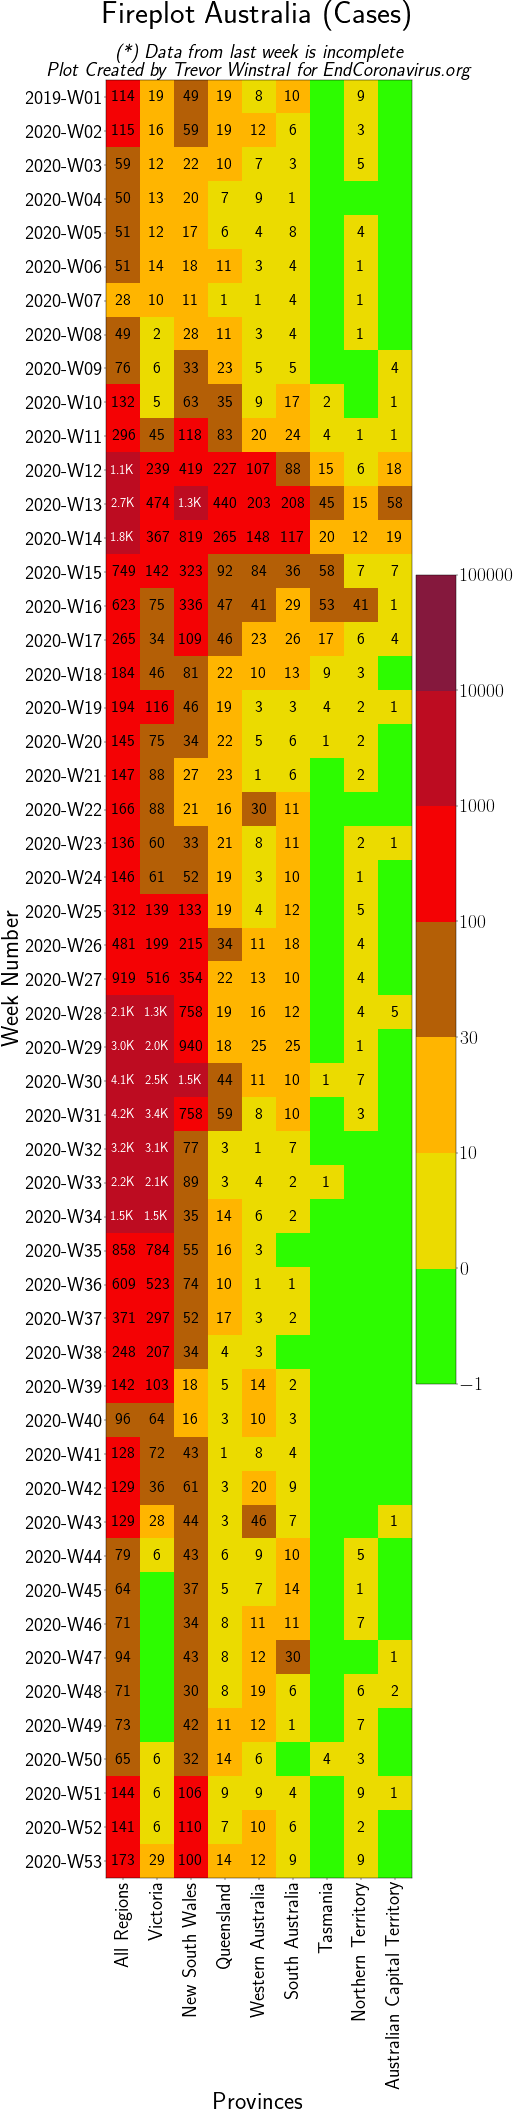 Fireplot Australia (Cases)
(*) Data from last week is incomplete
Plot Created by Trevor Winstral for EndCoronavirus.org
2019-W01 114 19 49 19 8 10 9
2020-W02 115 16 59 19 12 6 3
2020-W03 59 12 22 10 7 3 5
2020-W04 50 13 20 7 9 1
2020-W05 51 12 17 6 4 8 4
2020-W06 51 14 18 11 3 4 1
2020-W07 28 10 11 1 1 4 1
2020-W08 49 2 28 11 3 4 1
2020-W09 76 6 33 23 5 5 4
2020-W10 132 5 63 35 9 17 2 1
2020-W11 296 45 118 83 20 24 4 1 1
2020-W12 1.1K 239 419 227 107 88 15 6 18
2020-W13 2.7K 474 1.3K 440 203 208 45 15 58
2020-W14 1.8K 367 819 265 148 117 20 12 19
2020-W15 749 142 323 92 84 36 58 7 7
2020-W16 623 75 336 47 41 29 53 41 1
2020-W17 265 34 109 46 23 26 17 6 4
2020-W18 184 46 81 22 10 13 9 3
2020-W19 194 116 46 19 3 3 4 2 1
2020-W20 145 75 34 22 5 6 1 2
2020-W21 147 88 27 23 1 6 2
2020-W22 166 88 21 16 30 11
2020-W23 136 60 33 21 8 11 2 1
2020-W24 146 61 52 19 3 10 1
2020-W25 312 139 133 19 4 12 5
2020-W26 481 199 215 34 11 18 4
2020-W27 919 516 354 22 13 10 4
2020-W28 2.1K 1.3K 758 19 16 12 4 5
2020-W29 3.0K 2.0K 940 18 25 25 1
2020-W30 4.1K 2.5K 1.5K 44 11 10 1 7
2020-W31 4.2K 3.4K 758 59 8 10 3
2020-W32 3.2K 3.1K 77 3 1 7
2020-W33 2.2K 2.1K 89 3 4 2 1
2020-W34 1.5K 1.5K 35 14 6 2
2020-W35 858 784 55 16 3
2020-W36 609 523 74 10 1 1
2020-W37 371 297 52 17 3 2
2020-W38 248 207 34 4 3
2020-W39 142 103 18 5 14 2
2020-W40 96 64 16 3 10 3
2020-W41 128 72 43 1 8 4
2020-W42 129 36 61 3 20 9
2020-W43 129 28 44 3 46 7 1
2020-W44 79 6 43 6 9 10 5
2020-W45 64 37 5 7 14 1
2020-W46 71 34 8 11 11 7
2020-W47 94 43 8 12 30 1
2020-W48 71 30 8 19 6 6 2
2020-W49 73 42 11 12 1 7
2020-W50 65 6 32 14 6 4 3
2020-W51 144 6 106 9 9 4 9 1
2020-W52 141 6 110 7 10 6 2
2020-W53 173 29 100 14 12 9 9
Week Number
100000
10000
1000
100
30
10
0
−1
All Regions
Victoria
New South Wales
Queensland
Western Australia
South Australia
Tasmania
Northern Territory
Australian Capital Territory
Provinces